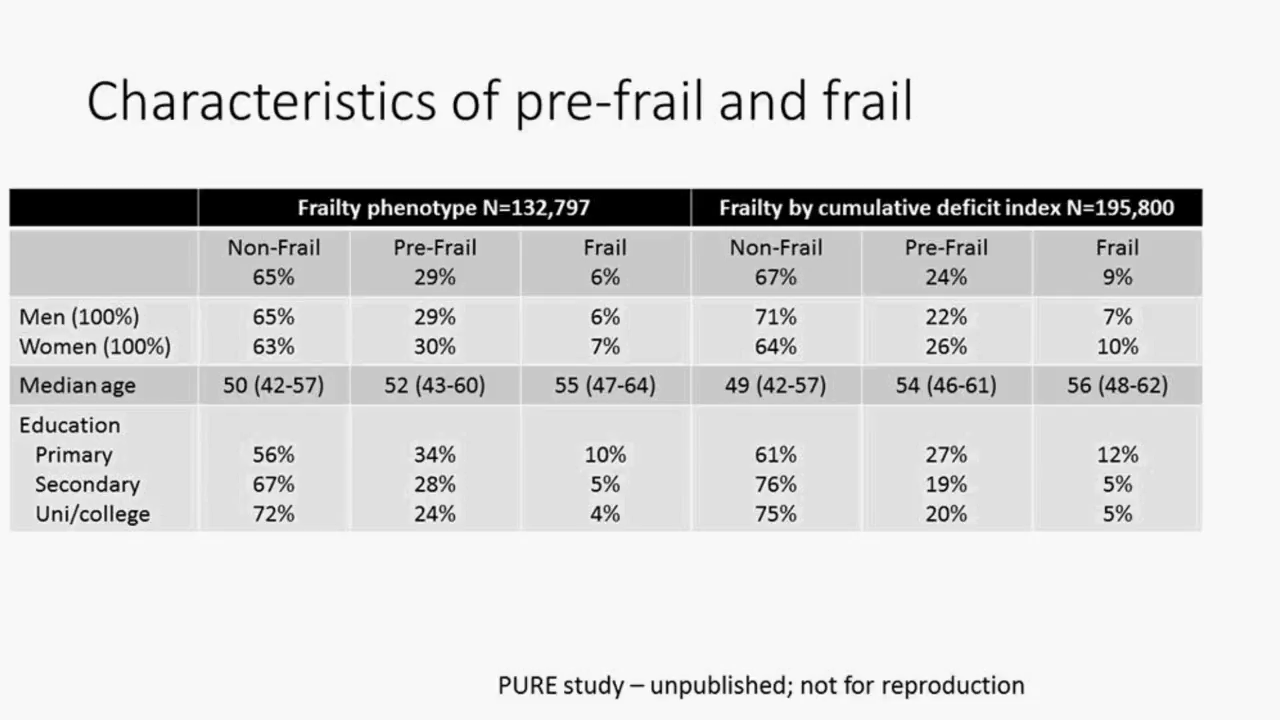 Characteristics of pre-frail and frail
Frailty phenotype N=132,797 Frailty by cumulative deficit index N=195,800
Non-Frail Pre-Frail Frail Non-Frail Pre-Frail Frail
65% 29% 6% 67% 24% 9%
Men (100%) 65% 29% 6% 71% 22% 7%
Women (100%) 63% 30% 7% 64% 26% 10%
Median age 50 (42-57) 52 (43-60) 55 (47-64) 49 (42-57) 54 (46-61) 56 (48-62)
Education
Primary 56% 34% 10% 61% 27% 12%
Secondary 67% 28% 5% 76% 19% 5%
Uni/college 72% 24% 4% 75% 20% 5%
PURE study – unpublished; not for reproduction